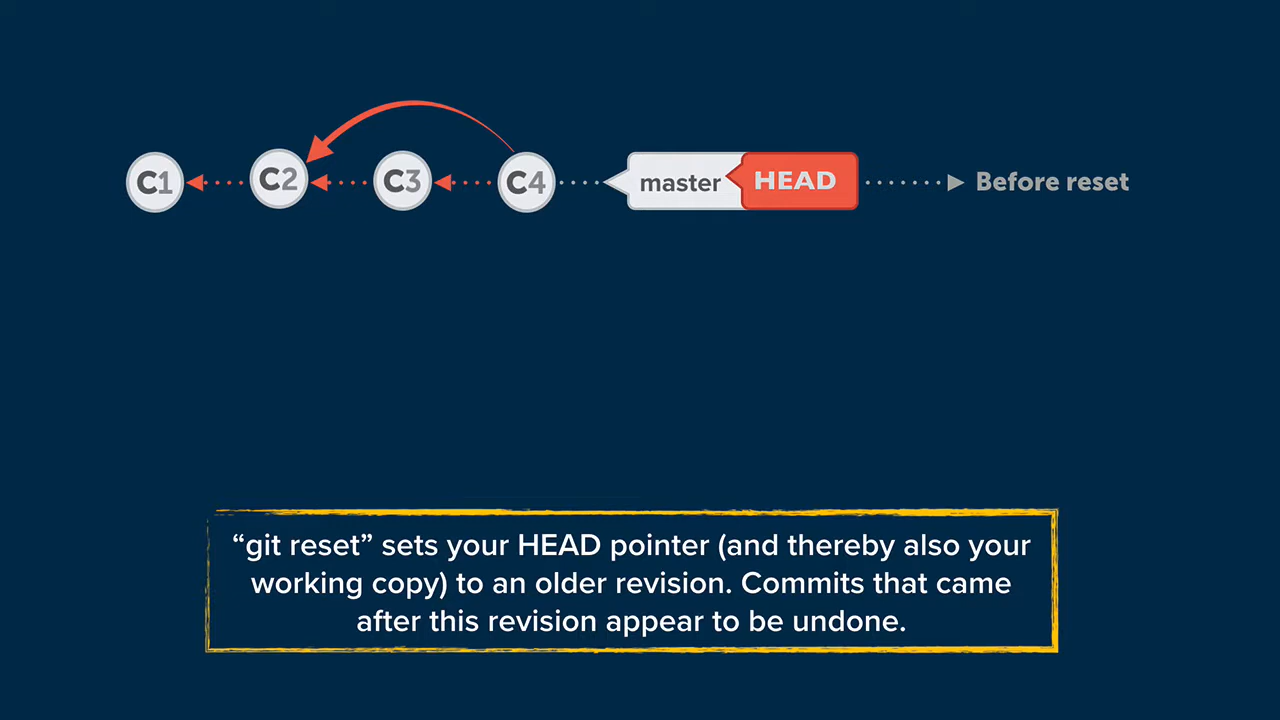 C1
C2
C3
C4
master
HEAD
Before reset
“git reset” sets your HEAD pointer (and thereby also your
working copy) to an older revision. Commits that came
after this revision appear to be undone.